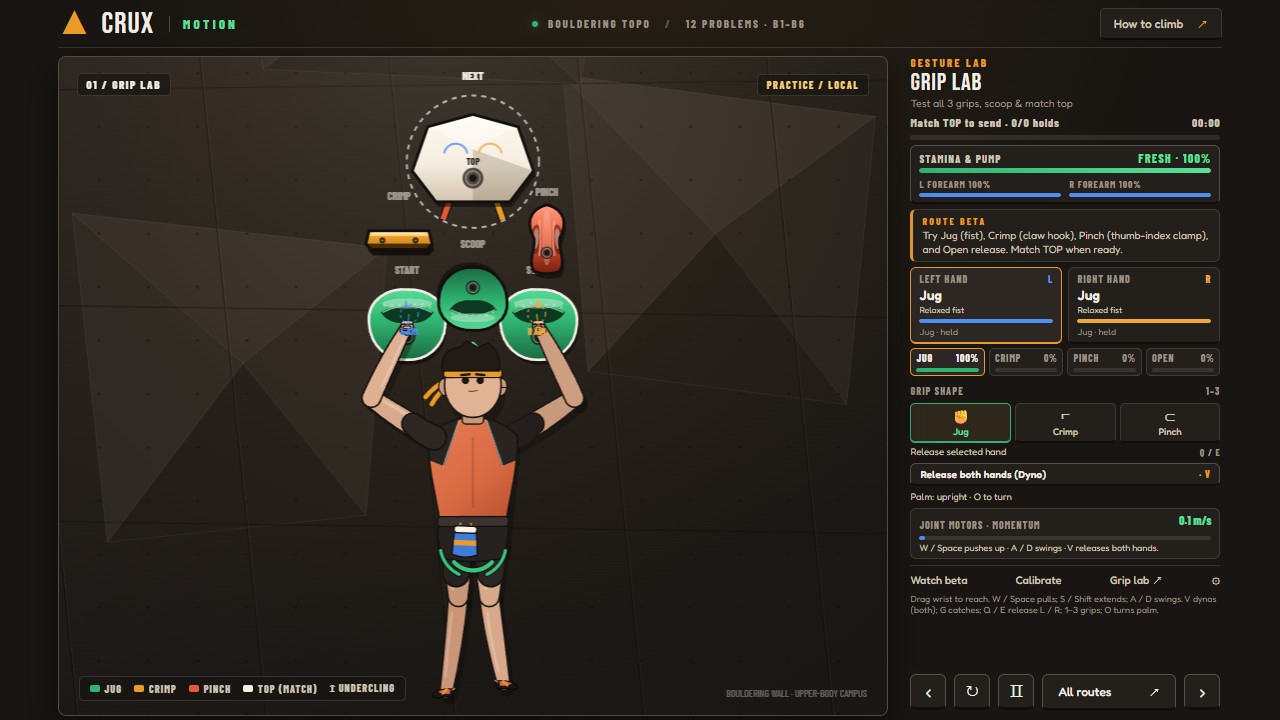 CRUX
MOTION
BOULDERING TOPO / 12 PROBLEMS · B1–B6
How to climb ↗
01 / GRIP LAB
NEXT
PRACTICE / LOCAL
TOP
CRIMP
PINCH
SCOOP
START
GESTURE LAB
GRIP LAB
Test all 3 grips, scoop & match top
Match TOP to send · 0/0 holds
00:00
STAMINA & PUMP
FRESH · 100%
L FOREARM 100%
R FOREARM 100%
ROUTE BETA
Try Jug (fist), Crimp (claw hook), Pinch (thumb-index clamp),
and Open release. Match TOP when ready.
LEFT HAND L
Jug
Relaxed fist
Jug · held
RIGHT HAND R
Jug
Relaxed fist
Jug · held
JUG 100%
CRIMP 0%
PINCH 0%
OPEN 0%
GRIP SHAPE
1–3
Jug
Crimp
Pinch
Release selected hand
Q / E
Release both hands (Dyno)
· V
Palm: upright · O to turn
JOINT MOTORS · MOMENTUM
0.1 m/s
W / Space pushes up · A / D swings · V releases both hands.
Watch beta
Calibrate
Grip lab ↗
Drag wrist to reach. W / Space pulls; S / Shift extends; A / D swings. V dynos
(both); G catches; Q / E release L / R; 1–3 grips; O turns palm.
JUG
CRIMP
PINCH
TOP (MATCH)
UNDERCLING
BOULDERING WALL · UPPER-BODY CAMPUS
All routes ↗